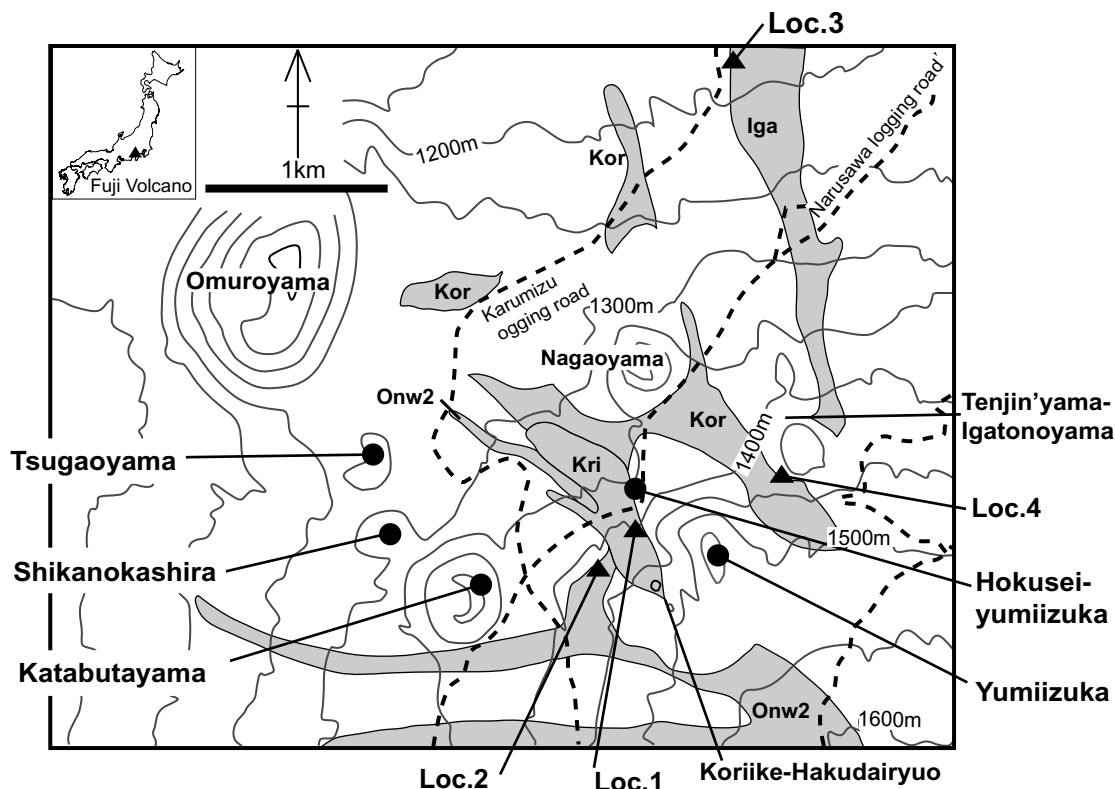 Loc.3
Fuji Volcano
1km
1200m
Kor
Iga
Narusawa logging road'
Omuroyama
Kor
Karumizu
ogging road
1300m
Nagaoyama
Onw2
Kor
1400m
Tenjin'yama-
Igatonoyama
Tsugaoyama
Kri
Loc.4
1500m
Shikanokashira
Hokusei-
yumiizuka
Katabutayama
Yumiizuka
Onw2
1600m
Loc.2
Loc.1
Koriike-Hakudairyuo